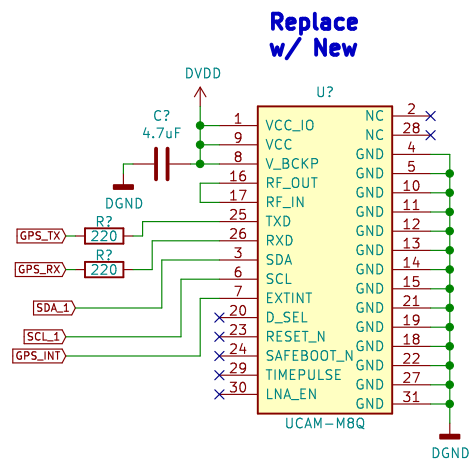 Replace
w/ New
DVDD
U?
C?
4.7uF
DGND
1 VCC_IO
9 VCC
8 V_BCKP
16 RF_OUT
17 RF_IN
25 TXD
26 RXD
3 SDA
6 SCL
7 EXTINT
20 D_SEL
23 RESET_N
24 SAFEBOOT_N
29 TIMEPULSE
30 LNA_EN
NC 2
NC 28
GND 4
GND 5
GND 10
GND 11
GND 12
GND 13
GND 14
GND 15
GND 21
GND 19
GND 18
GND 22
GND 27
GND 31
R?
GPS_TX 220
R?
GPS_RX 220
SDA_1
SCL_1
GPS_INT
UCAM-M8Q
DGND